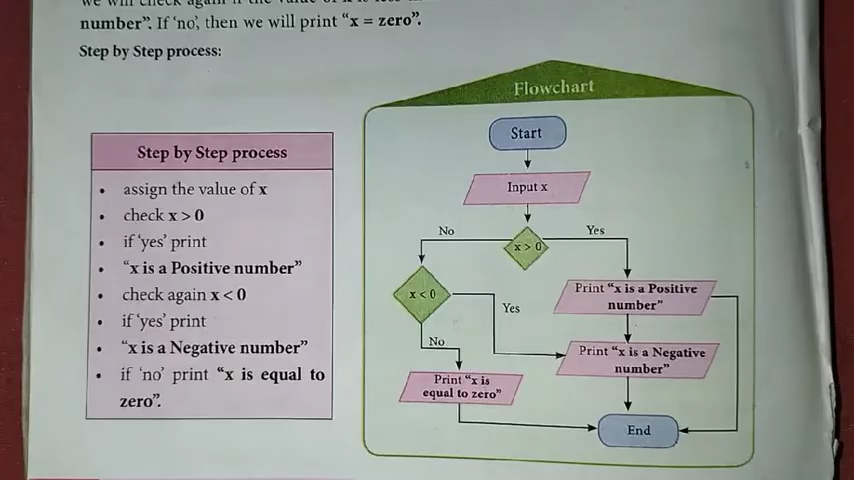 number”. If ‘no’, then we will print “x = zero”.
Step by Step process:
Step by Step process
• assign the value of x
• check x > 0
• if ‘yes’ print
• “x is a Positive number”
• check again x < 0
• if ‘yes’ print
• “x is a Negative number”
• if ‘no’ print “x is equal to
zero”.
Flowchart
Start
Input x
No
x > 0
Yes
x < 0
Yes
Print “x is a Positive
number”
No
Print “x is a Negative
number”
Print “x is
equal to zero”
End